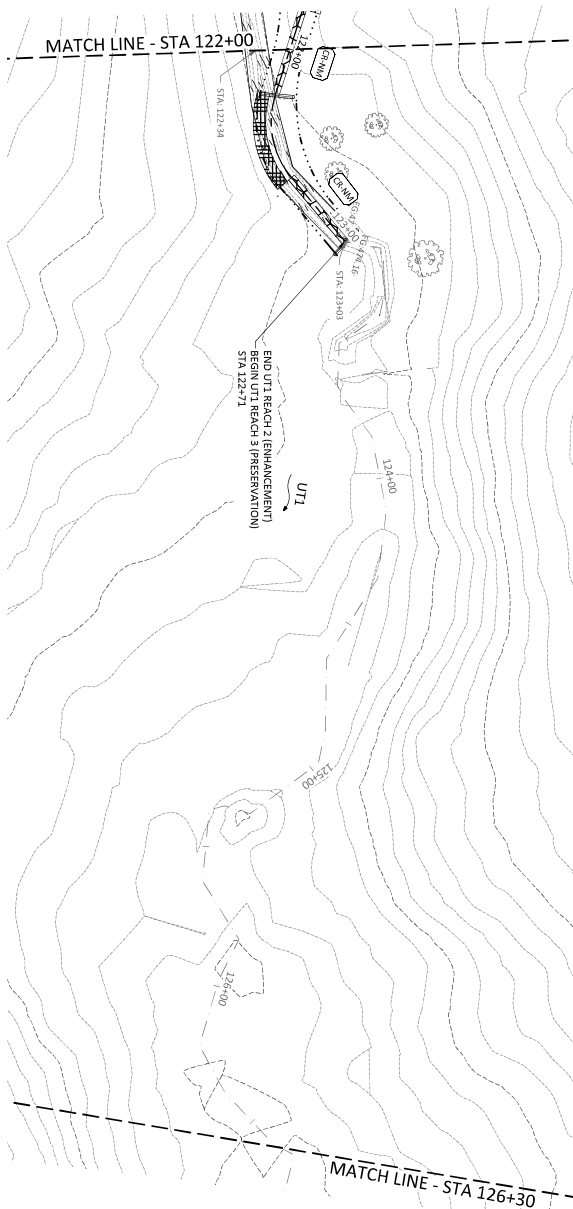 MATCH LINE - STA 122+00
122+00
CR-NM
STA: 122+34
CR-NM
123+00
STA: 123+03
END UT1 REACH 2 (ENHANCEMENT)
BEGIN UT1 REACH 3 (PRESERVATION)
STA 122+71
124+00
UT1
125+00
126+00
MATCH LINE - STA 126+30